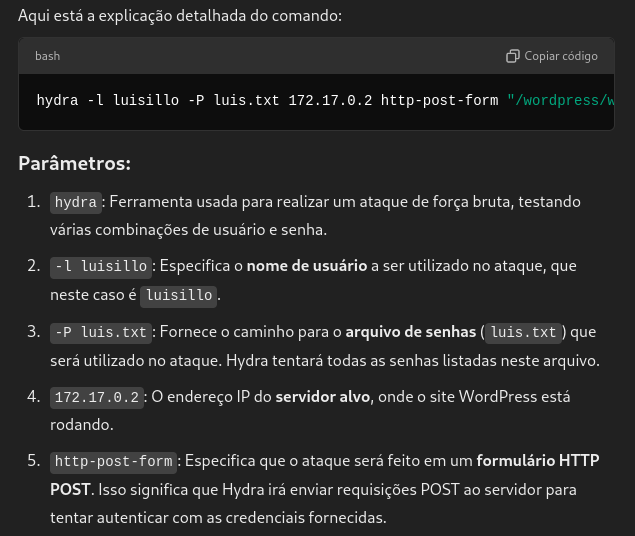 Aqui está a explicação detalhada do comando:
bash
Copiar código
hydra -l luisillo -P luis.txt 172.17.0.2 http-post-form "/wordpress/w
Parâmetros:
1. hydra: Ferramenta usada para realizar um ataque de força bruta, testando
várias combinações de usuário e senha.
2. -l luisillo: Especifica o nome de usuário a ser utilizado no ataque, que
neste caso é luisillo.
3. -P luis.txt: Fornece o caminho para o arquivo de senhas (luis.txt) que
será utilizado no ataque. Hydra tentará todas as senhas listadas neste arquivo.
4. 172.17.0.2: O endereço IP do servidor alvo, onde o site WordPress está
rodando.
5. http-post-form: Especifica que o ataque será feito em um formulário HTTP
POST. Isso significa que Hydra irá enviar requisições POST ao servidor para
tentar autenticar com as credenciais fornecidas.